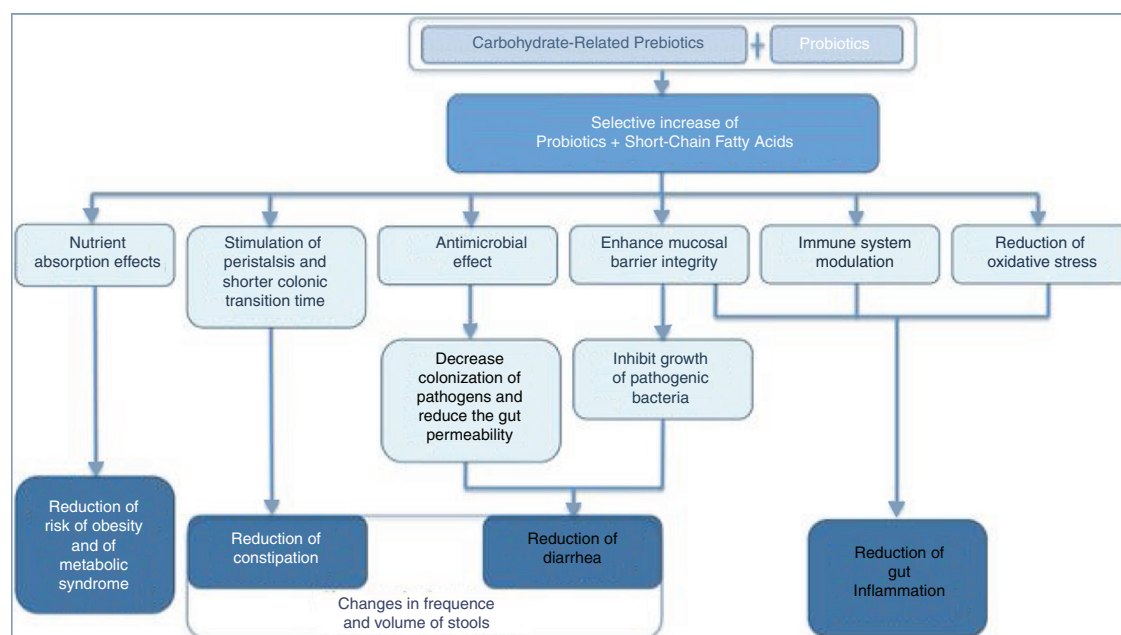 Carbohydrate-Related Prebiotics + Probiotics
Selective increase of
Probiotics + Short-Chain Fatty Acids
Nutrient
absorption effects
Stimulation of
peristalsis and
shorter colonic
transition time
Antimicrobial
effect
Enhance mucosal
barrier integrity
Immune system
modulation
Reduction of
oxidative stress
Decrease
colonization of
pathogens and
reduce the gut
permeability
Inhibit growth
of pathogenic
bacteria
Reduction of
risk of obesity
and of
metabolic
syndrome
Reduction of
constipation
Reduction of
diarrhea
Reduction of
gut
Inflammation
Changes in frequence
and volume of stools